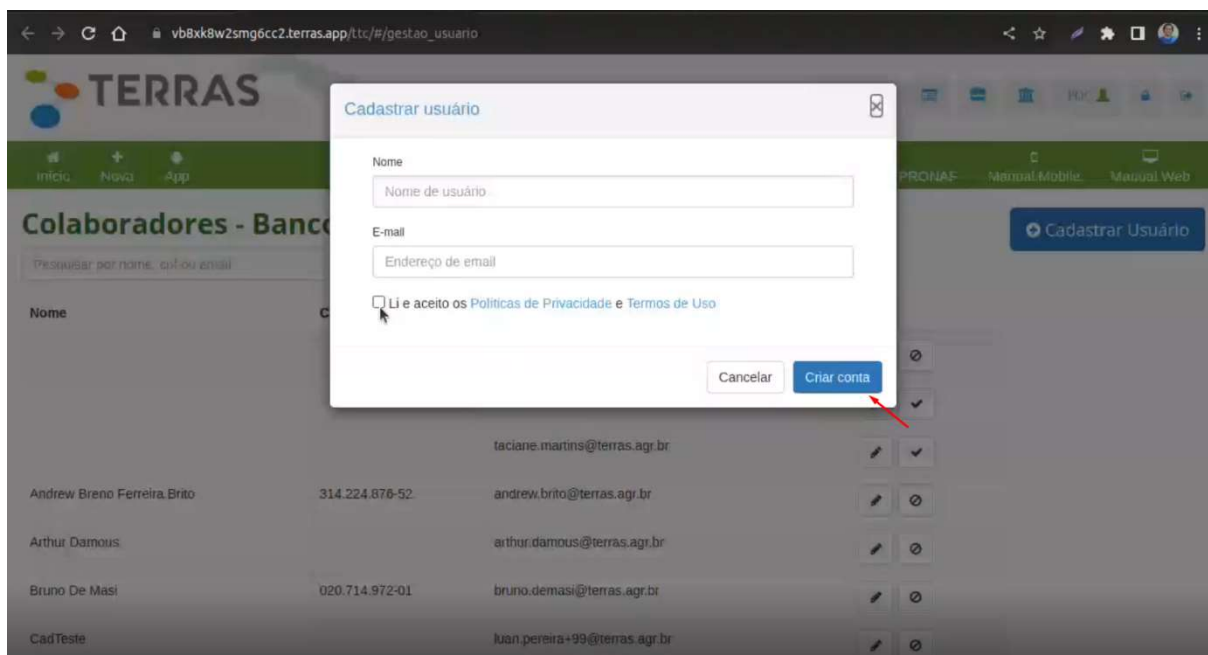 vb8xk8w2smg6cc2.terras.app/ttc/#/gestao_usuario
TERRAS
Início Nova App PRONAF Manual Mobile Manual Web
Cadastrar usuário
Nome
Nome de usuário
E-mail
Endereço de email
Li e aceito os Politicas de Privacidade e Termos de Uso
Cancelar Criar conta
Colaboradores - Banco
Cadastrar Usuário
Pesquisar por nome, cpf ou email
Nome C
taciane.martins@terras.agr.br
Andrew Breno Ferreira Brito 314.224.876-52 andrew.brito@terras.agr.br
Arthur Damous arthur.damous@terras.agr.br
Bruno De Masi 020.714.972-01 bruno.demasi@terras.agr.br
CadTeste luan.pereira+99@terras.agr.br